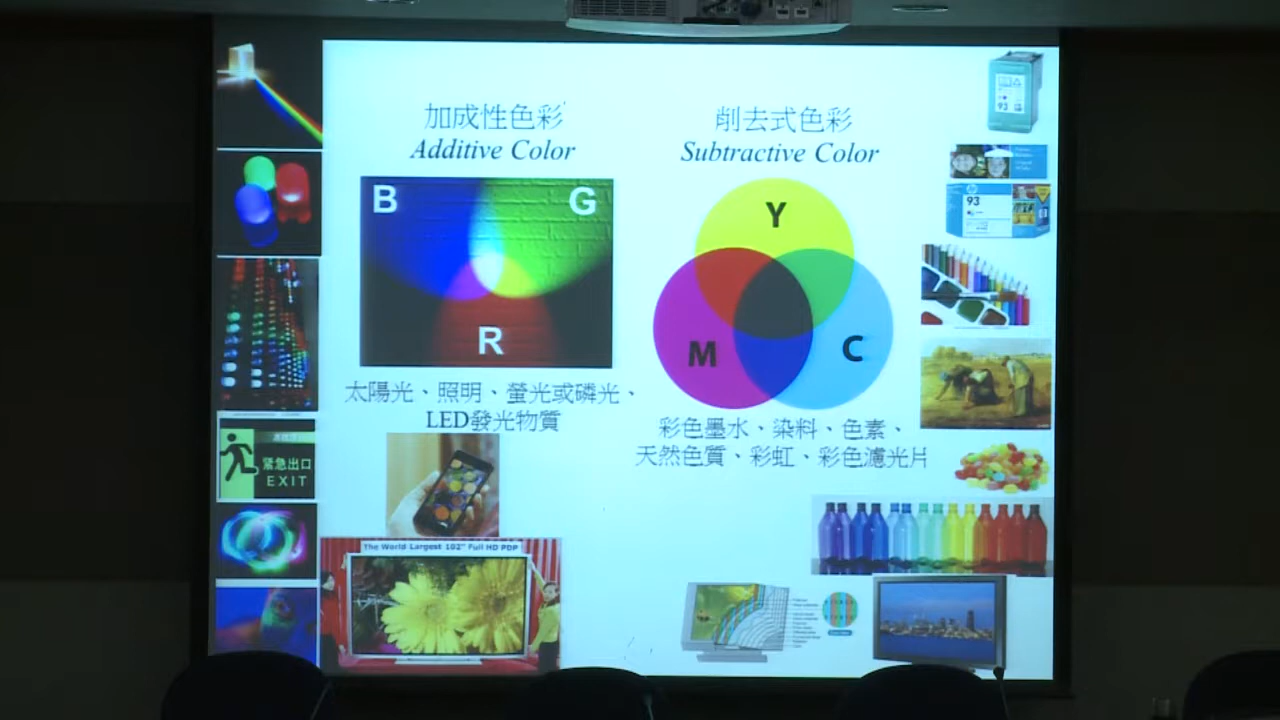 加成性色彩
Additive Color
B
G
R
太陽光、照明、螢光或磷光、
LED發光物質
緊急出口
EXIT
The World Largest 102" Full HD PDP
削去式色彩
Subtractive Color
Y
M
C
彩色墨水、染料、色素、
天然色質、彩虹、彩色濾光片
93
93